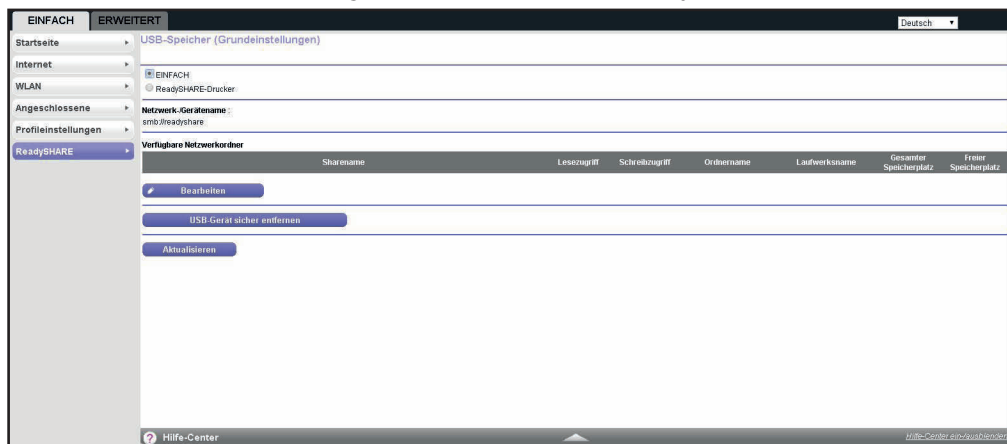 EINFACH ERWEITERT
Deutsch
Startseite
Internet
WLAN
Angeschlossene
Profileinstellungen
ReadySHARE
USB-Speicher (Grundeinstellungen)
EINFACH
ReadySHARE-Drucker
Netzwerk-/Gerätename :
smb://readyshare
Verfügbare Netzwerkordner
Sharename Lesezugriff Schreibzugriff Ordnername Laufwerksname Gesamter Speicherplatz Freier Speicherplatz
Bearbeiten
USB-Gerät sicher entfernen
Aktualisieren
Hilfe-Center
Hilfe-Center ein-/ausblenden